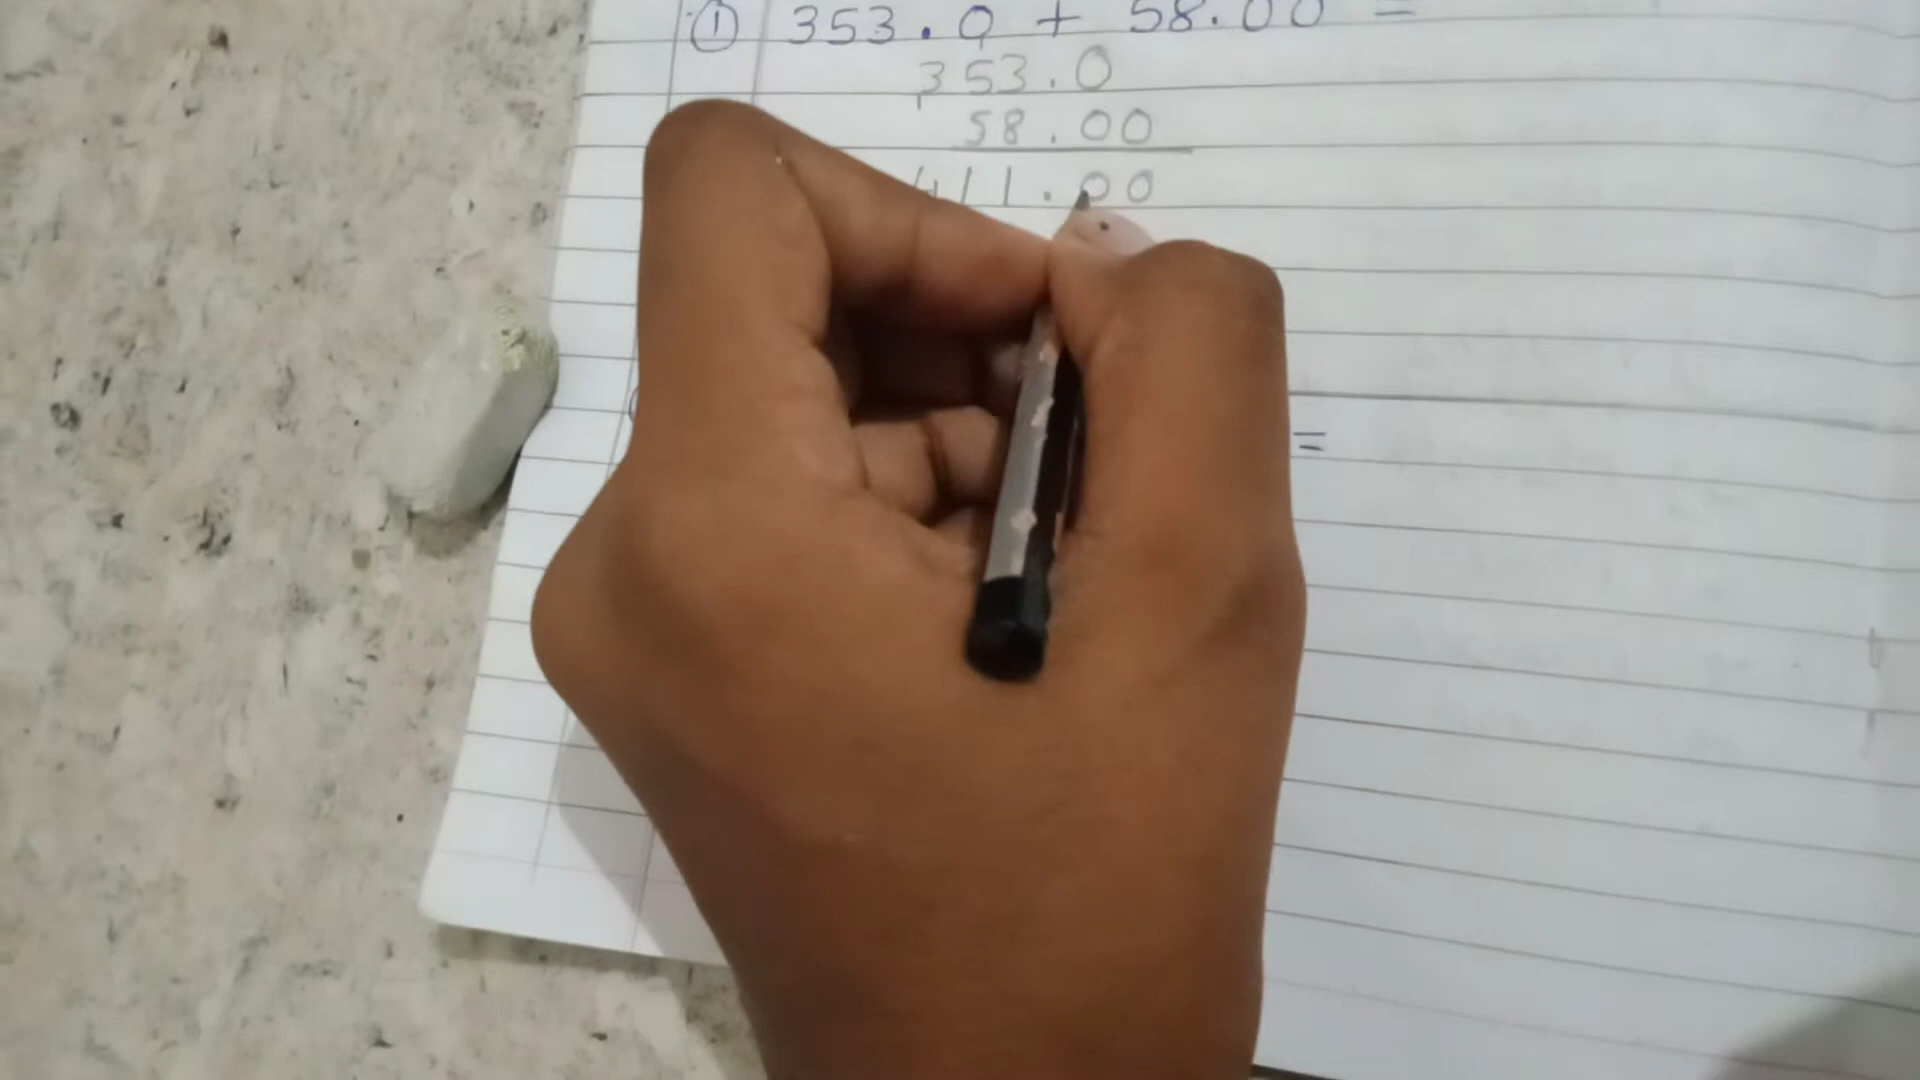 ① 353.0 + 58.00 =
353.0
58.00
411.00
=